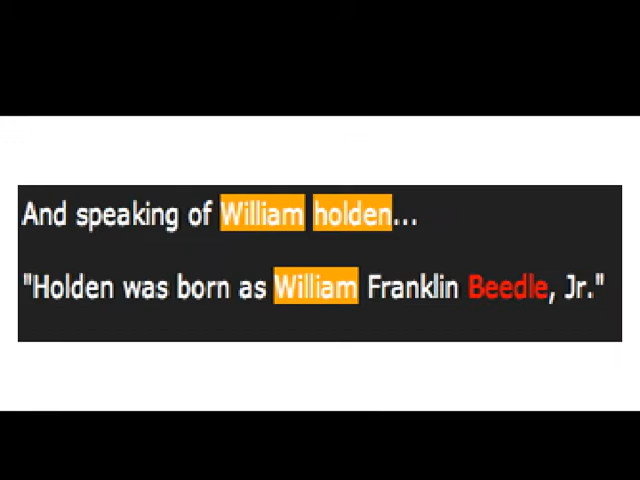 And speaking of William holden...
"Holden was born as William Franklin Beedle, Jr."